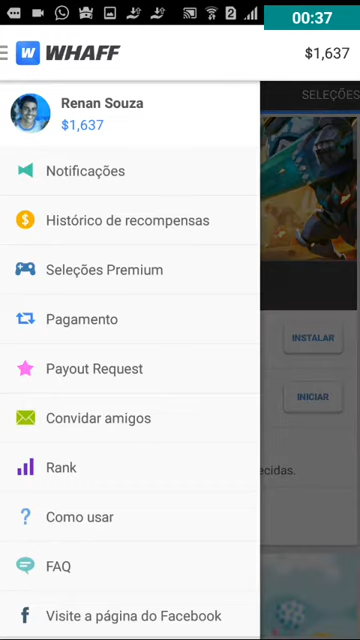 00:37
W WHAFF $1,637
Renan Souza
$1,637
SELEÇÕES
Notificações
Histórico de recompensas
Seleções Premium
Pagamento
INSTALAR
Payout Request
INICIAR
Convidar amigos
Rank
ecidas.
Como usar
FAQ
Visite a página do Facebook